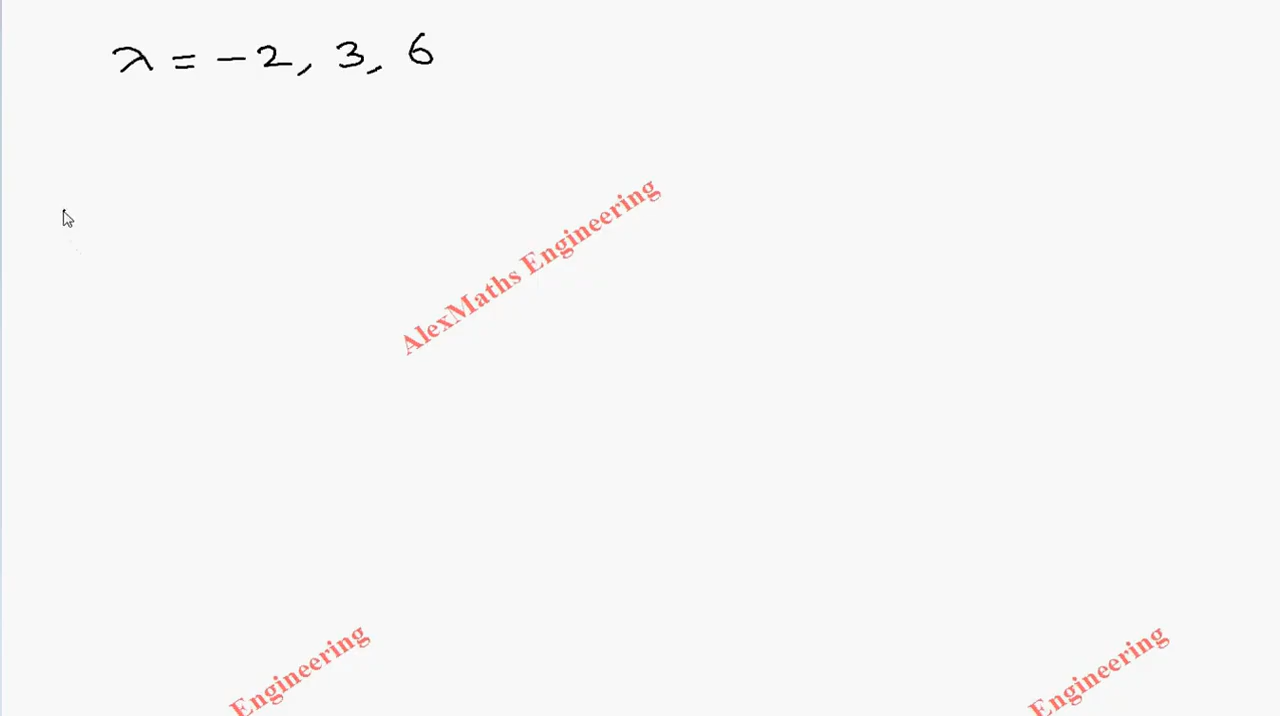 λ = -2, 3, 6
AlexMaths Engineering
Engineering
Engineering